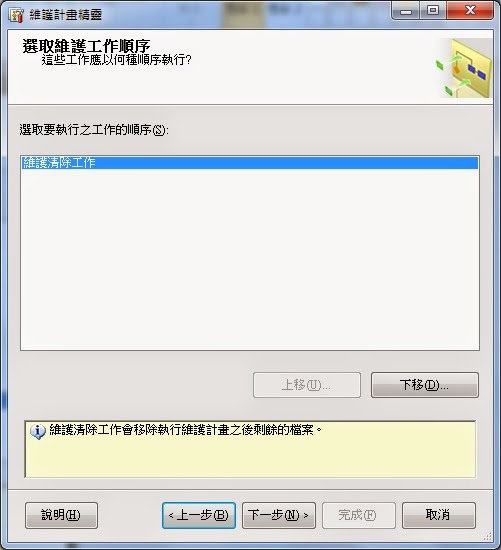 維護計畫精靈
選取維護工作順序
這些工作應以何種順序執行?
選取要執行之工作的順序(S):
維護清除工作
上移(U)...
下移(D)...
維護清除工作會移除執行維護計畫之後剩餘的檔案。
說明(H)
< 上一步(B)
下一步(N) >
完成(F)
取消